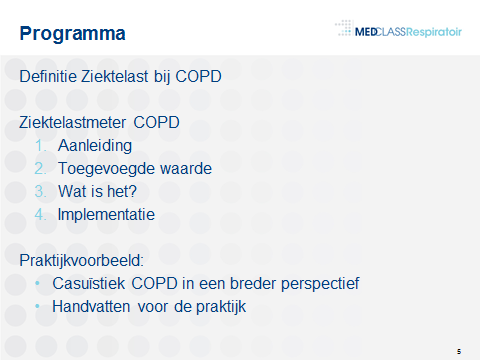 Programma
MEDCLASSRespiratoir
Definitie Ziektelast bij COPD
Ziektelastmeter COPD
1. Aanleiding
2. Toegevoegde waarde
3. Wat is het?
4. Implementatie
Praktijkvoorbeeld:
• Casuïstiek COPD in een breder perspectief
• Handvatten voor de praktijk
5